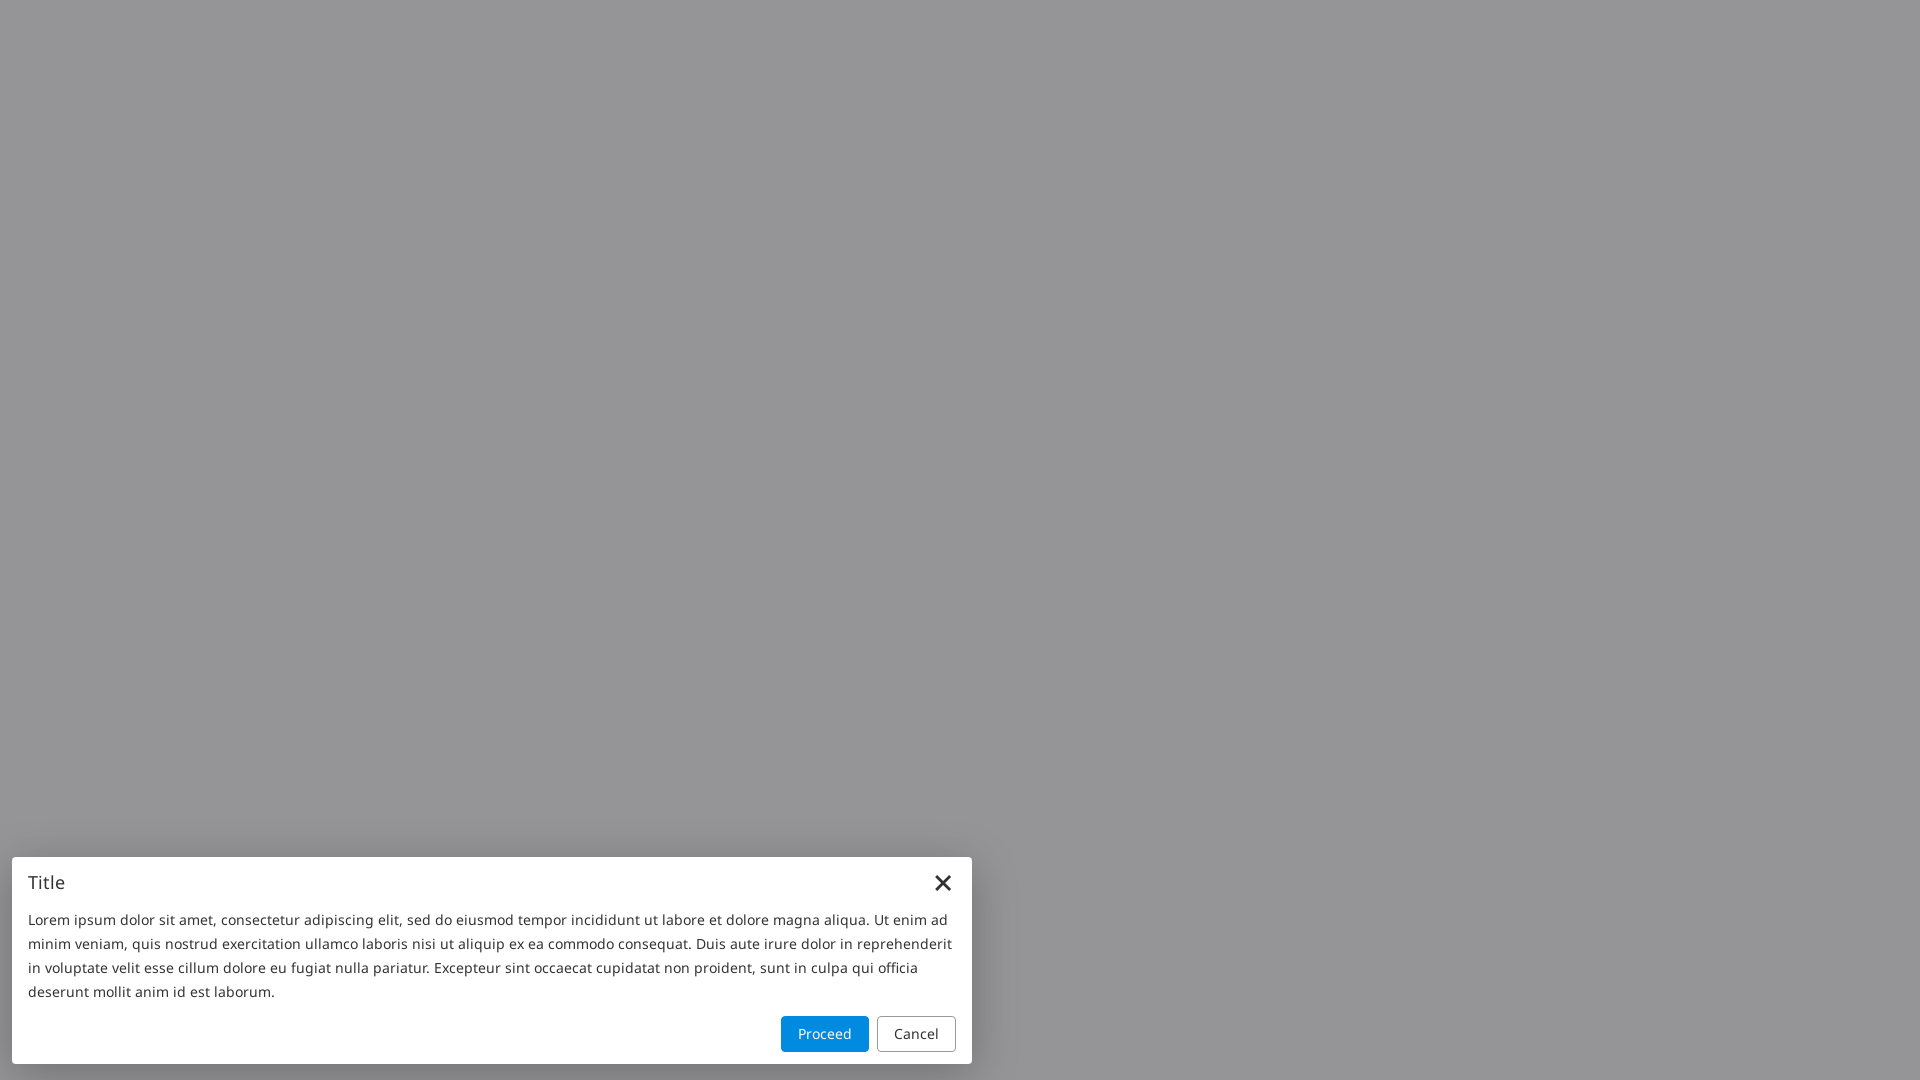 Title
Lorem ipsum dolor sit amet, consectetur adipiscing elit, sed do eiusmod tempor incididunt ut labore et dolore magna aliqua. Ut enim ad
minim veniam, quis nostrud exercitation ullamco laboris nisi ut aliquip ex ea commodo consequat. Duis aute irure dolor in reprehenderit
in voluptate velit esse cillum dolore eu fugiat nulla pariatur. Excepteur sint occaecat cupidatat non proident, sunt in culpa qui officia
deserunt mollit anim id est laborum.
Proceed
Cancel